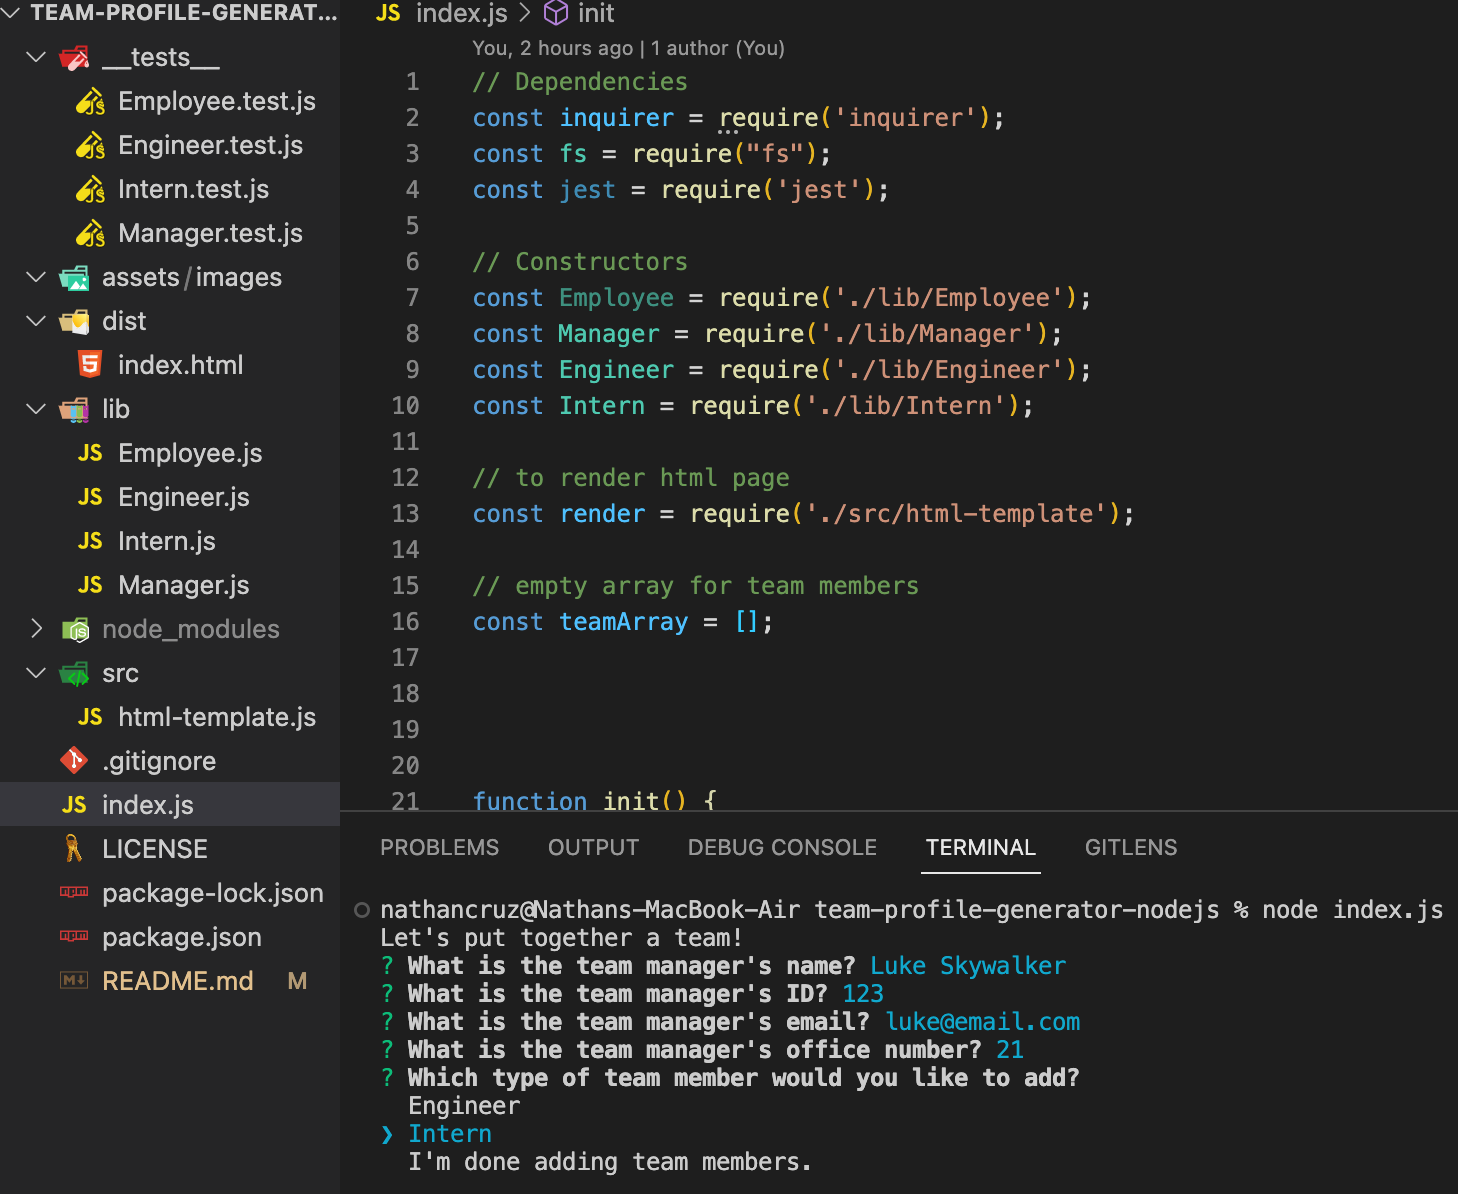 TEAM-PROFILE-GENERAT...
__tests__
Employee.test.js
Engineer.test.js
Intern.test.js
Manager.test.js
assets/images
dist
index.html
lib
JS Employee.js
JS Engineer.js
JS Intern.js
JS Manager.js
node_modules
src
JS html-template.js
.gitignore
JS index.js
LICENSE
package-lock.json
package.json
README.md M
JS index.js > init
You, 2 hours ago | 1 author (You)
1 // Dependencies
2 const inquirer = require('inquirer');
3 const fs = require("fs");
4 const jest = require('jest');
5
6 // Constructors
7 const Employee = require('./lib/Employee');
8 const Manager = require('./lib/Manager');
9 const Engineer = require('./lib/Engineer');
10 const Intern = require('./lib/Intern');
11
12 // to render html page
13 const render = require('./src/html-template');
14
15 // empty array for team members
16 const teamArray = [];
17
18
19
20
21 function init() {
PROBLEMS OUTPUT DEBUG CONSOLE TERMINAL GITLENS
nathancruz@Nathans-MacBook-Air team-profile-generator-nodejs % node index.js
Let's put together a team!
? What is the team manager's name? Luke Skywalker
? What is the team manager's ID? 123
? What is the team manager's email? luke@email.com
? What is the team manager's office number? 21
? Which type of team member would you like to add?
Engineer
❯ Intern
I'm done adding team members.